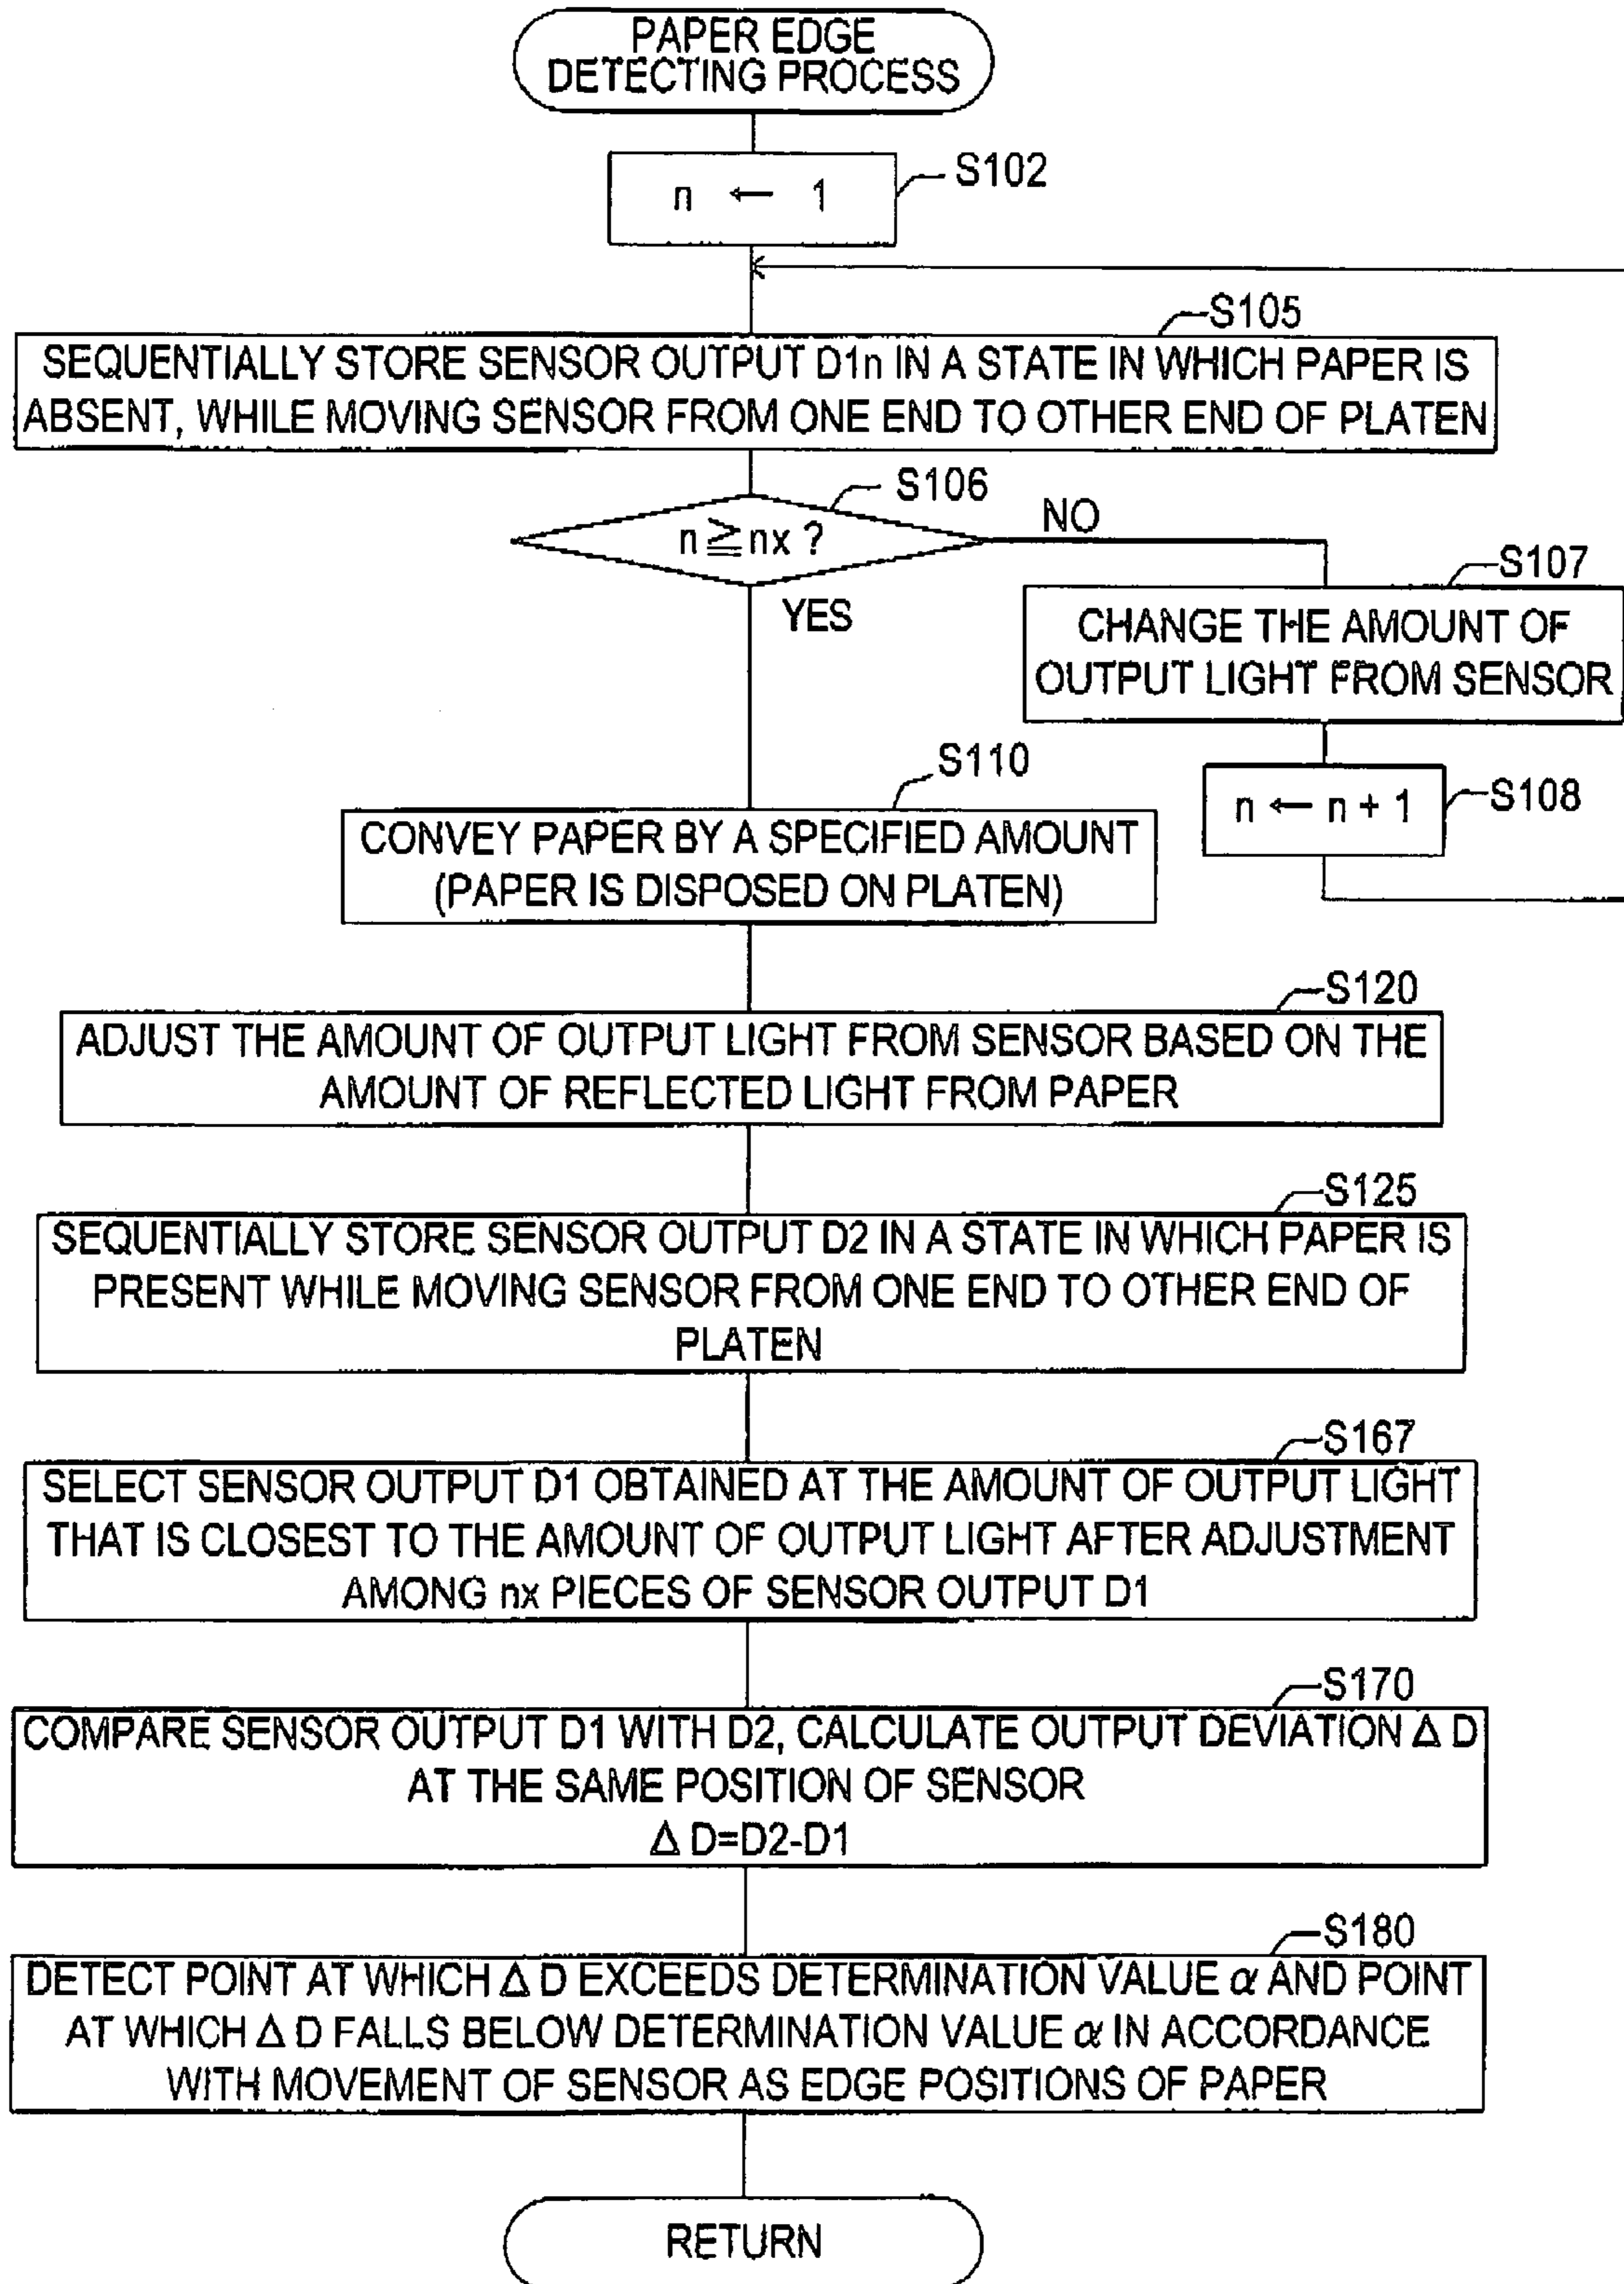 PAPER EDGE
DETECTING PROCESS
S102
n ← 1
S105
SEQUENTIALLY STORE SENSOR OUTPUT D1n IN A STATE IN WHICH PAPER IS
ABSENT, WHILE MOVING SENSOR FROM ONE END TO OTHER END OF PLATEN
S106
n≧nx ?
NO
YES
S107
CHANGE THE AMOUNT OF
OUTPUT LIGHT FROM SENSOR
S108
n ← n + 1
S110
CONVEY PAPER BY A SPECIFIED AMOUNT
(PAPER IS DISPOSED ON PLATEN)
S120
ADJUST THE AMOUNT OF OUTPUT LIGHT FROM SENSOR BASED ON THE
AMOUNT OF REFLECTED LIGHT FROM PAPER
S125
SEQUENTIALLY STORE SENSOR OUTPUT D2 IN A STATE IN WHICH PAPER IS
PRESENT WHILE MOVING SENSOR FROM ONE END TO OTHER END OF
PLATEN
S167
SELECT SENSOR OUTPUT D1 OBTAINED AT THE AMOUNT OF OUTPUT LIGHT
THAT IS CLOSEST TO THE AMOUNT OF OUTPUT LIGHT AFTER ADJUSTMENT
AMONG nx PIECES OF SENSOR OUTPUT D1
S170
COMPARE SENSOR OUTPUT D1 WITH D2, CALCULATE OUTPUT DEVIATION Δ D
AT THE SAME POSITION OF SENSOR
Δ D=D2-D1
S180
DETECT POINT AT WHICH Δ D EXCEEDS DETERMINATION VALUE α AND POINT
AT WHICH Δ D FALLS BELOW DETERMINATION VALUE α IN ACCORDANCE
WITH MOVEMENT OF SENSOR AS EDGE POSITIONS OF PAPER
RETURN